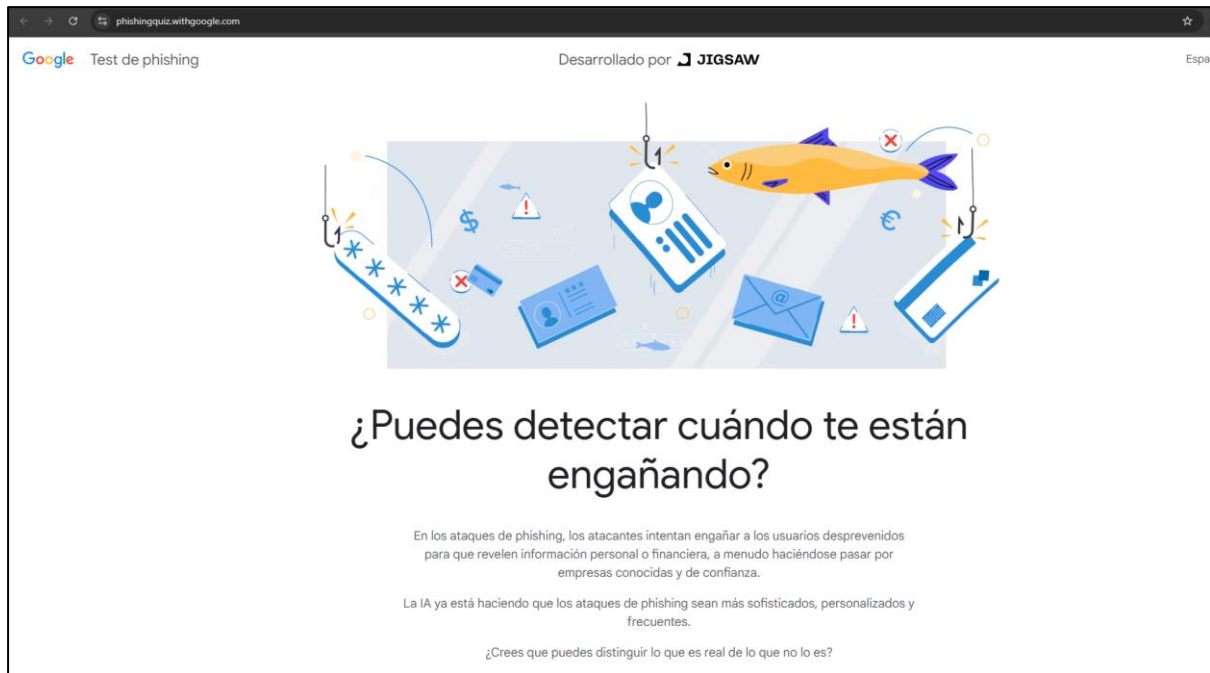 phishingquiz.withgoogle.com
Google Test de phishing
Desarrollado por JIGSAW
Espa
¿Puedes detectar cuándo te están
engañando?
En los ataques de phishing, los atacantes intentan engañar a los usuarios desprevenidos
para que revelen información personal o financiera, a menudo haciéndose pasar por
empresas conocidas y de confianza.
La IA ya está haciendo que los ataques de phishing sean más sofisticados, personalizados y
frecuentes.
¿Crees que puedes distinguir lo que es real de lo que no lo es?